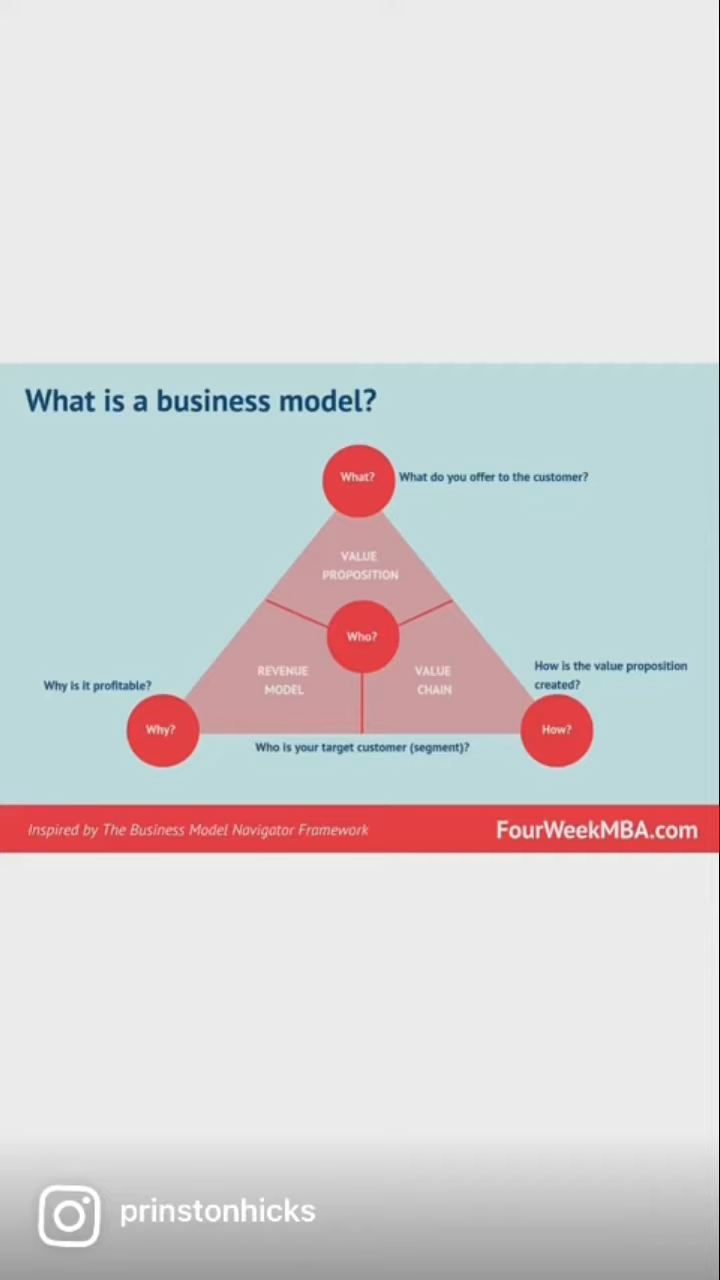 What is a business model?
What?
What do you offer to the customer?
VALUE
PROPOSITION
Who?
REVENUE
MODEL
VALUE
CHAIN
How is the value proposition
created?
Why is it profitable?
Why?
How?
Who is your target customer (segment)?
Inspired by The Business Model Navigator Framework
FourWeekMBA.com
prinstonhicks